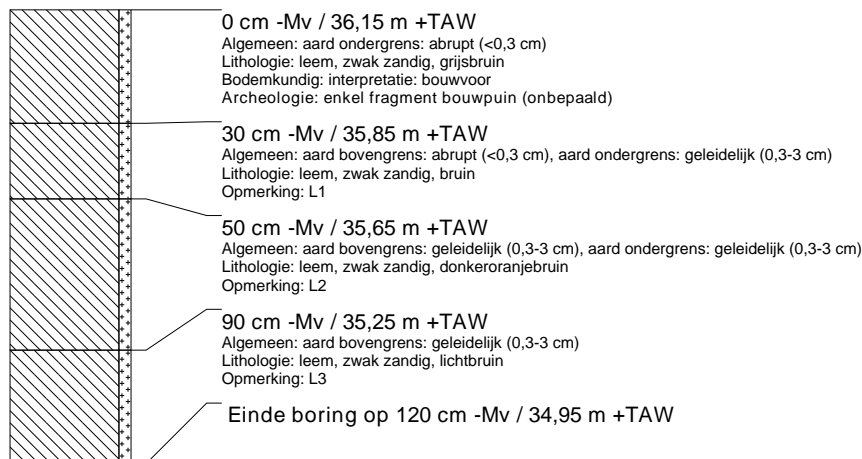 0 cm -Mv / 36,15 m +TAW
Algemeen: aard ondergrens: abrupt (<0,3 cm)
Lithologie: leem, zwak zandig, grijsbruin
Bodemkundig: interpretatie: bouwvoor
Archeologie: enkel fragment bouwpuin (onbepaald)
30 cm -Mv / 35,85 m +TAW
Algemeen: aard bovengrens: abrupt (<0,3 cm), aard ondergrens: geleidelijk (0,3-3 cm)
Lithologie: leem, zwak zandig, bruin
Opmerking: L1
50 cm -Mv / 35,65 m +TAW
Algemeen: aard bovengrens: geleidelijk (0,3-3 cm), aard ondergrens: geleidelijk (0,3-3 cm)
Lithologie: leem, zwak zandig, donkeroranjebruin
Opmerking: L2
90 cm -Mv / 35,25 m +TAW
Algemeen: aard bovengrens: geleidelijk (0,3-3 cm)
Lithologie: leem, zwak zandig, lichtbruin
Opmerking: L3
Einde boring op 120 cm -Mv / 34,95 m +TAW